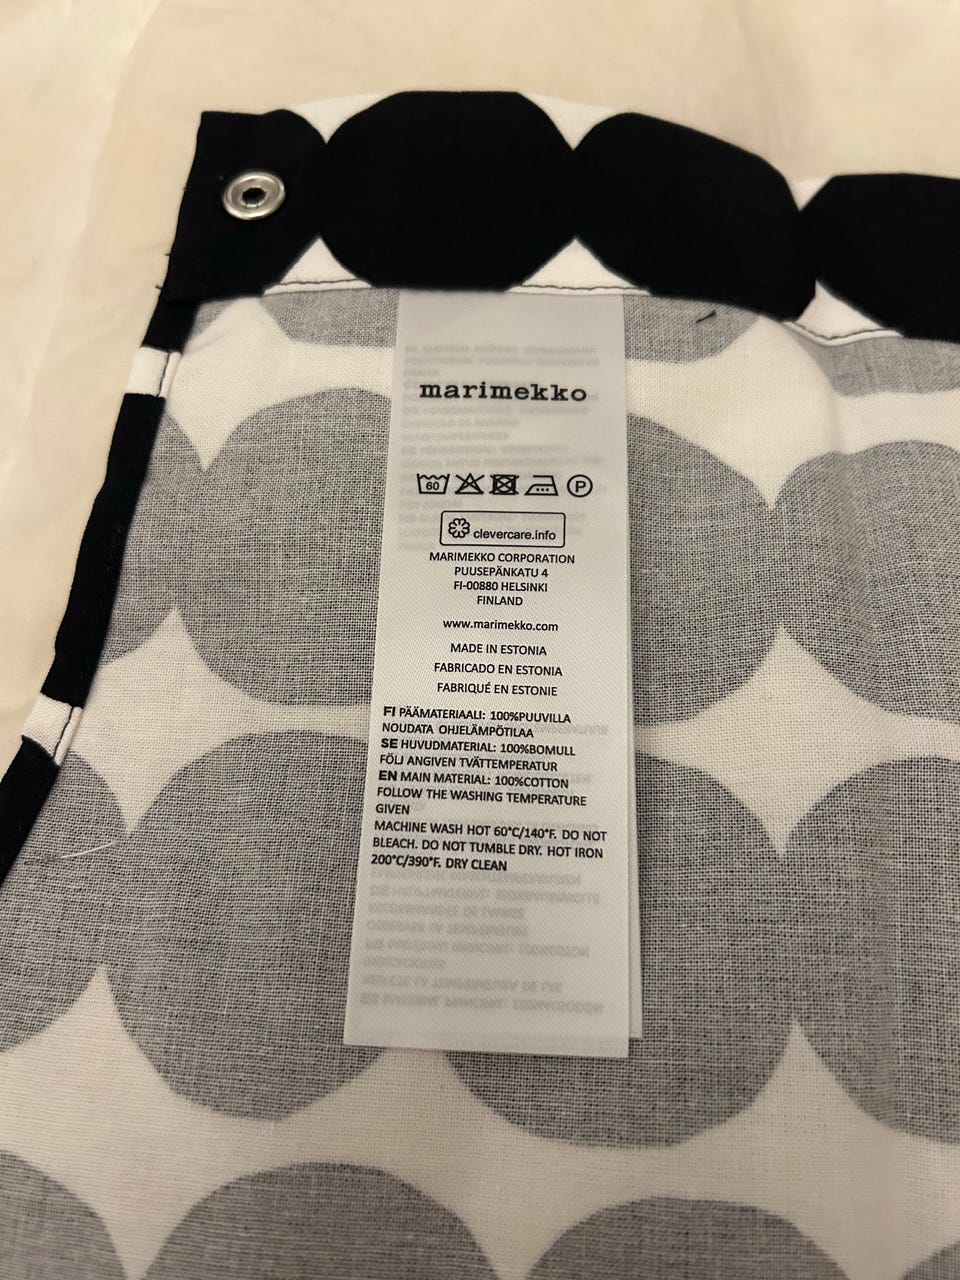 marimekko
60
P
clevercare.info
MARIMEKKO CORPORATION
PUUSEPÄNKATU 4
FI-00880 HELSINKI
FINLAND
www.marimekko.com
MADE IN ESTONIA
FABRICADO EN ESTONIA
FABRIQUÉ EN ESTONIE
FI PÄÄMATERIAALI: 100%PUUVILLA
NOUDATA OHJELÄMPÖTILAA
SE HUVUDMATERIAL: 100%BOMULL
FÖLJ ANGIVEN TVÄTTEMPERATUR
EN MAIN MATERIAL: 100%COTTON
FOLLOW THE WASHING TEMPERATURE
GIVEN
MACHINE WASH HOT 60°C/140°F. DO NOT
BLEACH. DO NOT TUMBLE DRY. HOT IRON
200°C/390°F. DRY CLEAN